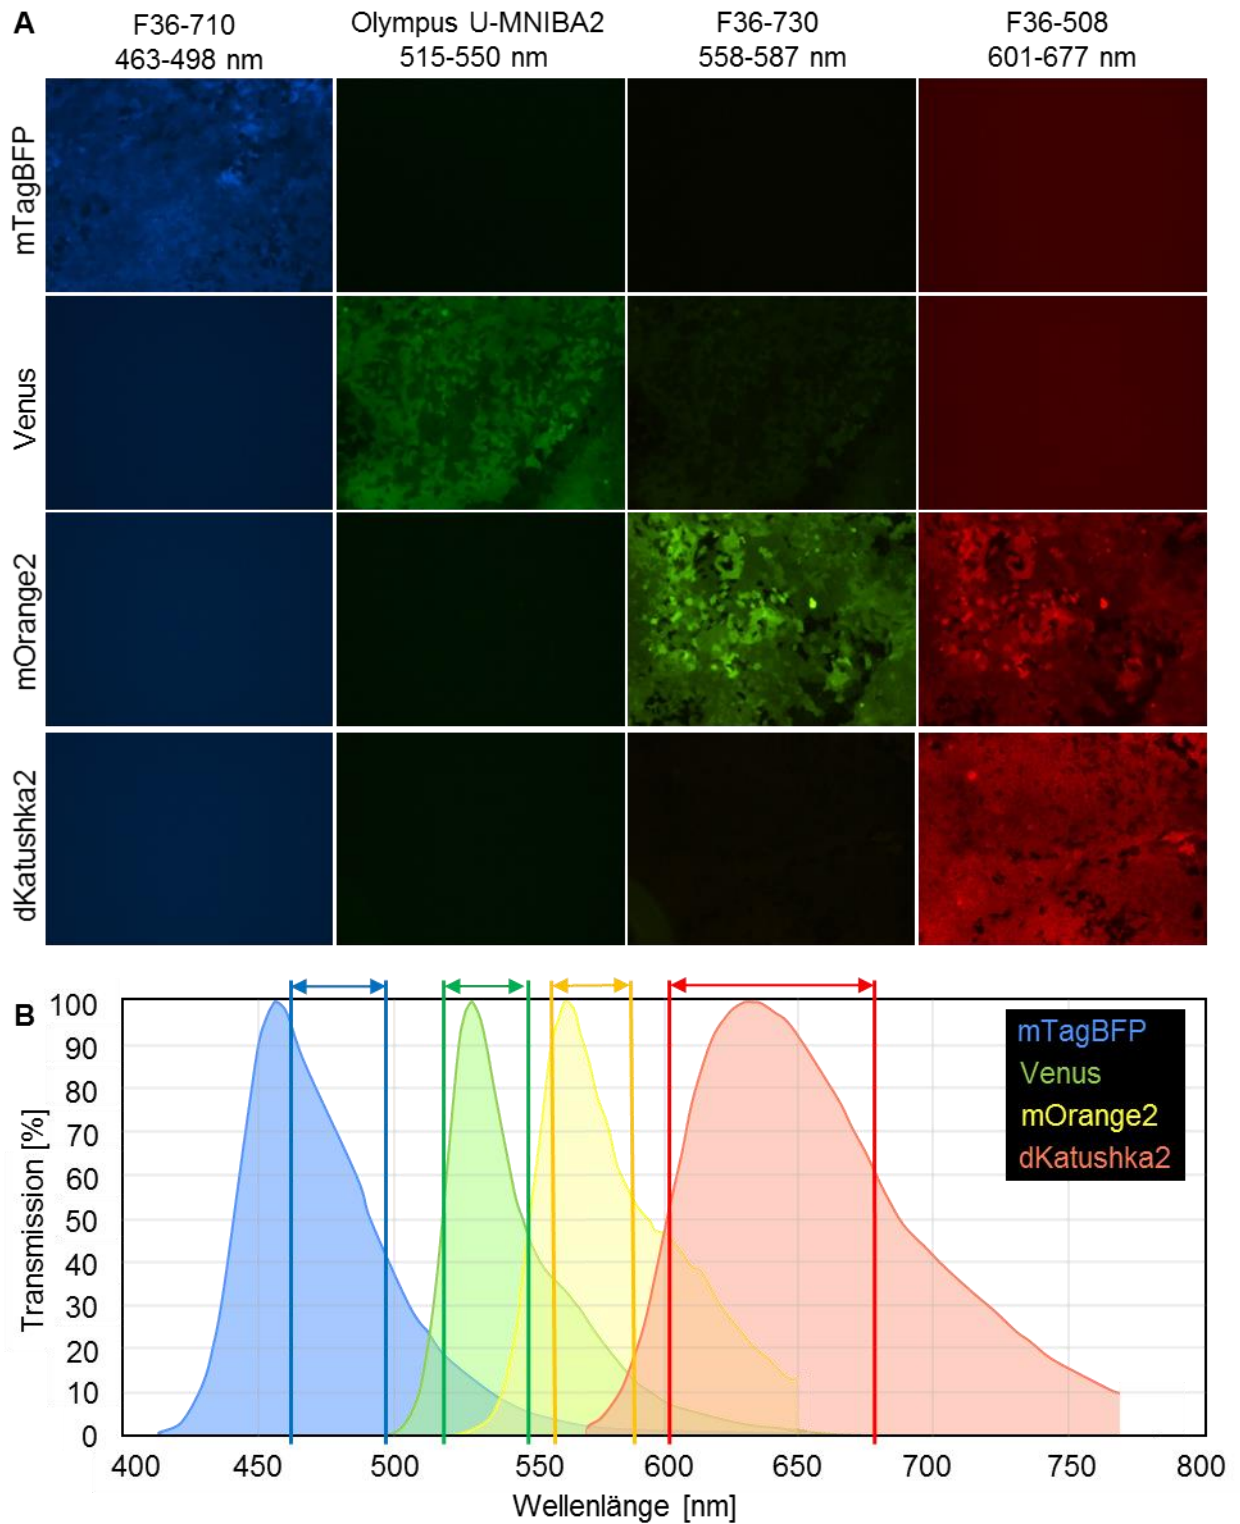 A
F36-710
463-498 nm
Olympus U-MNIBA2
515-550 nm
F36-730
558-587 nm
F36-508
601-677 nm
mTagBFP
Venus
mOrange2
dKatushka2
B
Transmission [%]
100
90
80
70
60
50
40
30
20
10
0
mTagBFP
Venus
mOrange2
dKatushka2
400 450 500 550 600 650 700 750 800
Wellenlänge [nm]